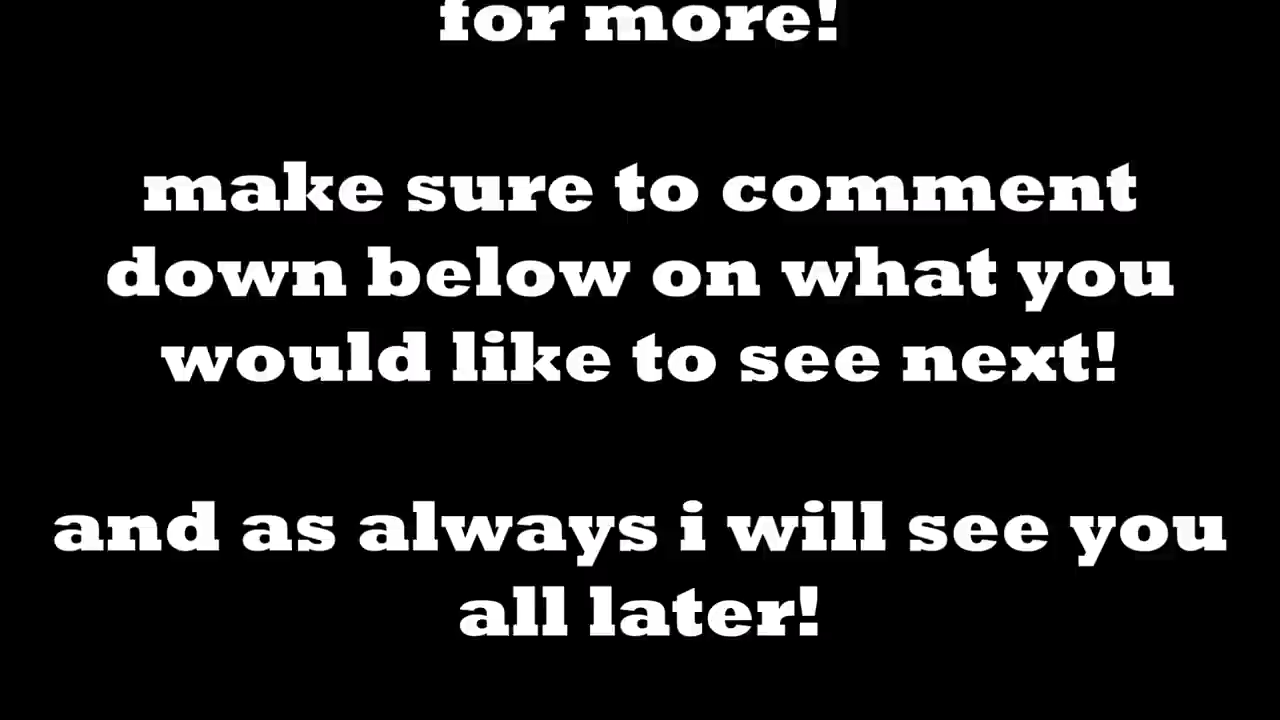 for more!
make sure to comment
down below on what you
would like to see next!
and as always i will see you
all later!